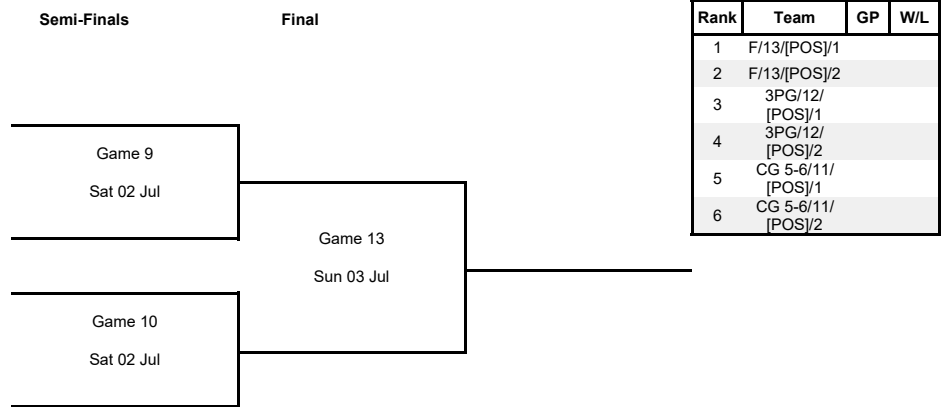 Semi-Finals
Final
Game 9
Sat 02 Jul
Game 13
Sun 03 Jul
Game 10
Sat 02 Jul
Rank Team GP W/L
1 F/13/[POS]/1
2 F/13/[POS]/2
3 3PG/12/
[POS]/1
4 3PG/12/
[POS]/2
5 CG 5-6/11/
[POS]/1
6 CG 5-6/11/
[POS]/2